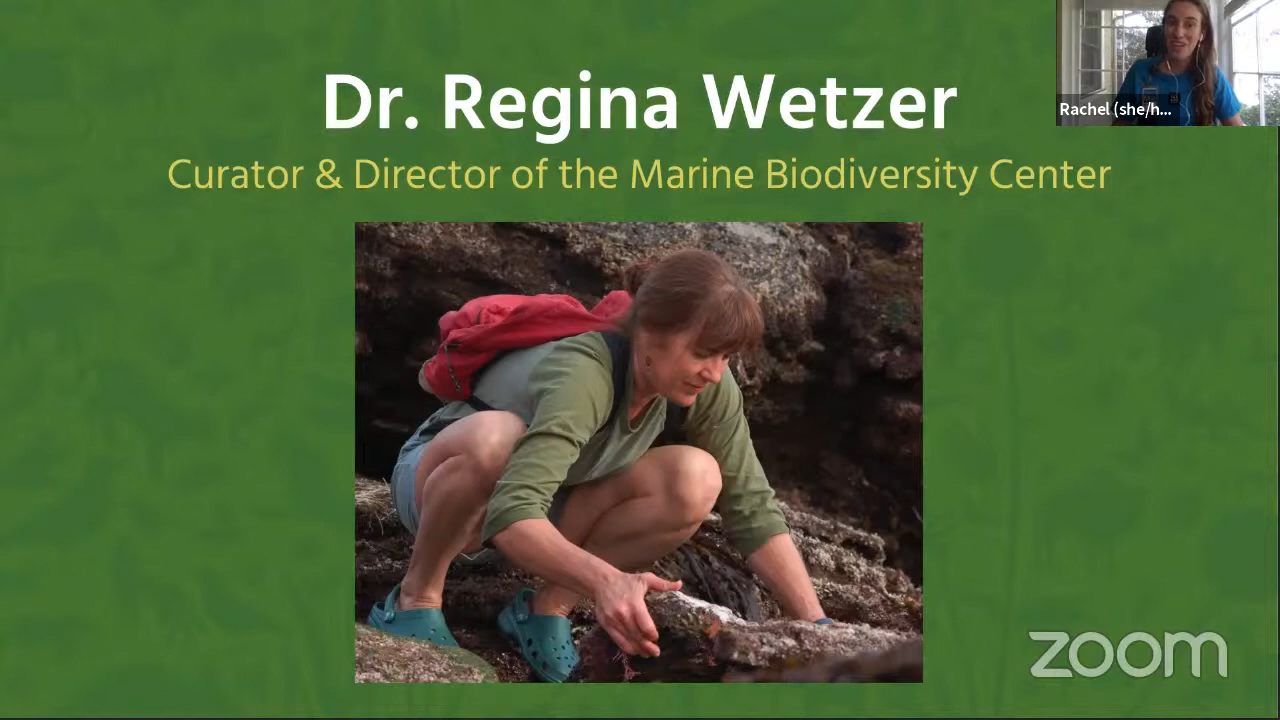 Dr. Regina Wetzer
Curator & Director of the Marine Biodiversity Center
Rachel (she/h...
zoom